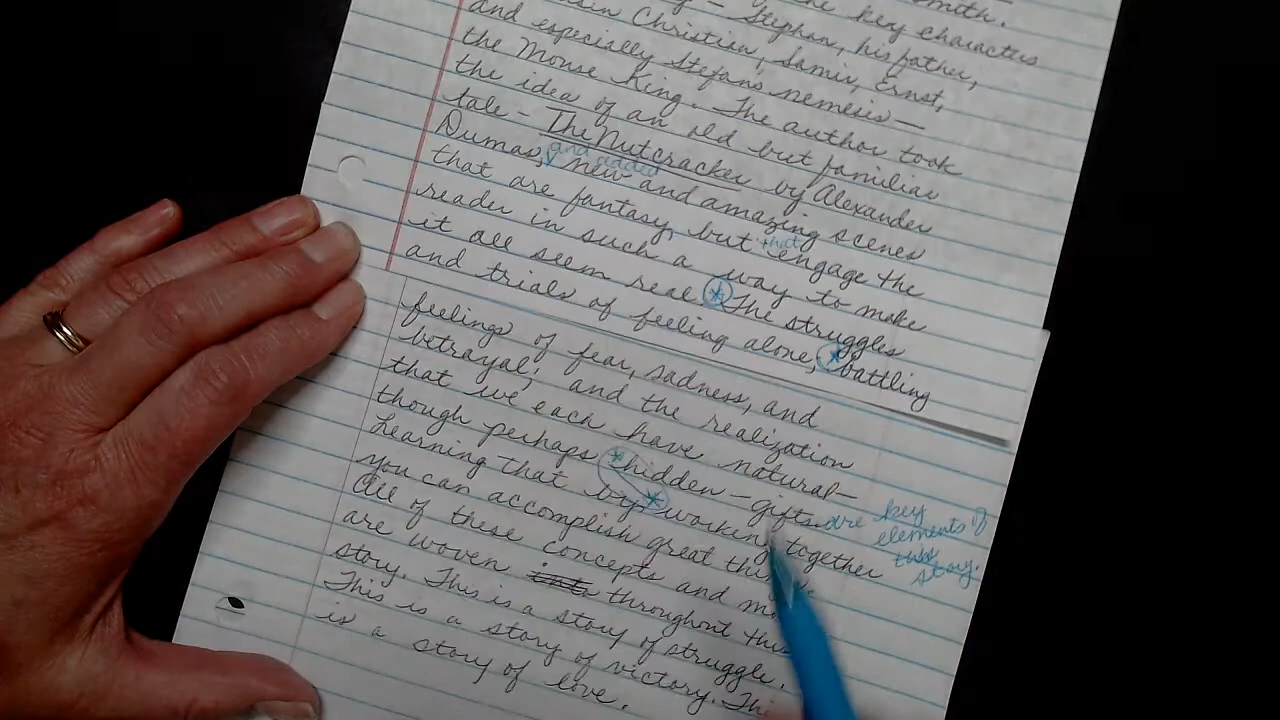 the key characters
smith.
– Stephan, his father,
Christian, Samir, Ernst,
and especially Stefan's nemesis—
the Mouse King. The author took
the idea of an old but familiar
tale – The Nutcracker by Alexander
Dumas, and added new and amazing scenes
that are fantasy, but that engage the
reader in such a way to make
it all seem real * The struggles
and trials of feeling alone, * battling
feelings of fear, sadness, and
betrayal; and the realization
that we each have natural–
though perhaps * hidden – gifts are key elements of this story.
Learning that by * working together
you can accomplish great
All of these concepts and
are woven throughout this
story. This is a story of struggle.
This is a story of victory.
is a story of love.